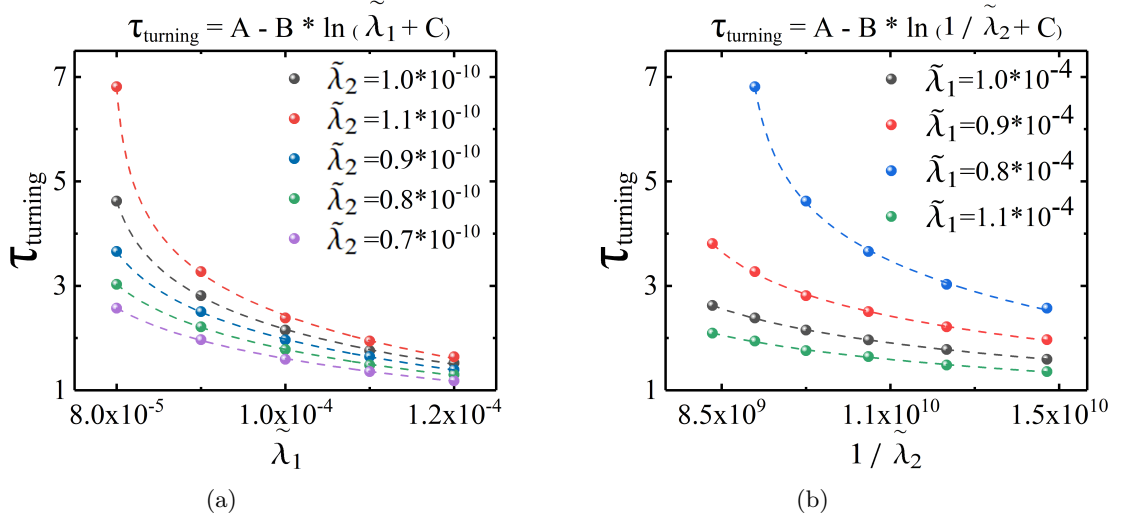 τturning = A - B * ln ( λ̃1 + C)
7
5
3
1
τturning
λ̃2=1.0*10-10
λ̃2=1.1*10-10
λ̃2=0.9*10-10
λ̃2=0.8*10-10
λ̃2=0.7*10-10
8.0x10-5
1.0x10-4
1.2x10-4
λ̃1
(a)
τturning = A - B * ln (1 / λ̃2 + C)
7
5
3
1
τturning
λ̃1=1.0*10-4
λ̃1=0.9*10-4
λ̃1=0.8*10-4
λ̃1=1.1*10-4
8.5x109
1.1x1010
1.5x1010
1 / λ̃2
(b)